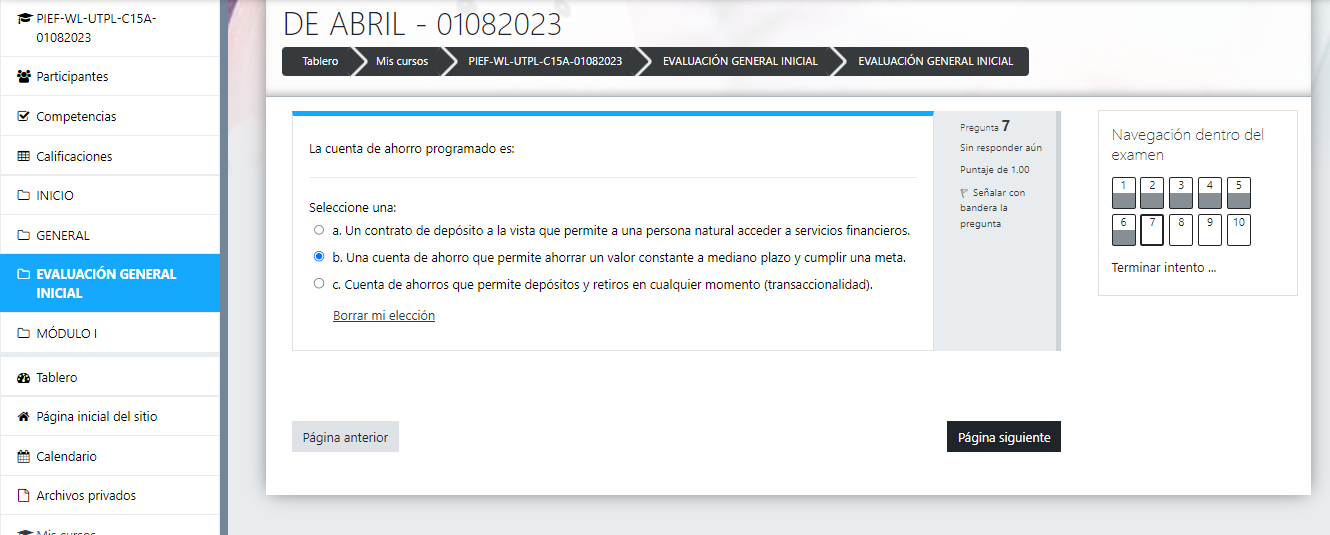 PIEF-WL-UTPL-C15A-
01082023
Participantes
Competencias
Calificaciones
INICIO
GENERAL
EVALUACIÓN GENERAL
INICIAL
MÓDULO I
Tablero
Página inicial del sitio
Calendario
Archivos privados
Mis cursos
DE ABRIL - 01082023
Tablero
Mis cursos
PIEF-WL-UTPL-C15A-01082023
EVALUACIÓN GENERAL INICIAL
EVALUACIÓN GENERAL INICIAL
La cuenta de ahorro programado es:
Seleccione una:
a. Un contrato de depósito a la vista que permite a una persona natural acceder a servicios financieros.
b. Una cuenta de ahorro que permite ahorrar un valor constante a mediano plazo y cumplir una meta.
c. Cuenta de ahorros que permite depósitos y retiros en cualquier momento (transaccionalidad).
Borrar mi elección
Pregunta 7
Sin responder aún
Puntaje de 1.00
Señalar con
bandera la
pregunta
Página anterior
Página siguiente
Navegación dentro del
examen
1 2 3 4 5
6 7 8 9 10
Terminar intento ...